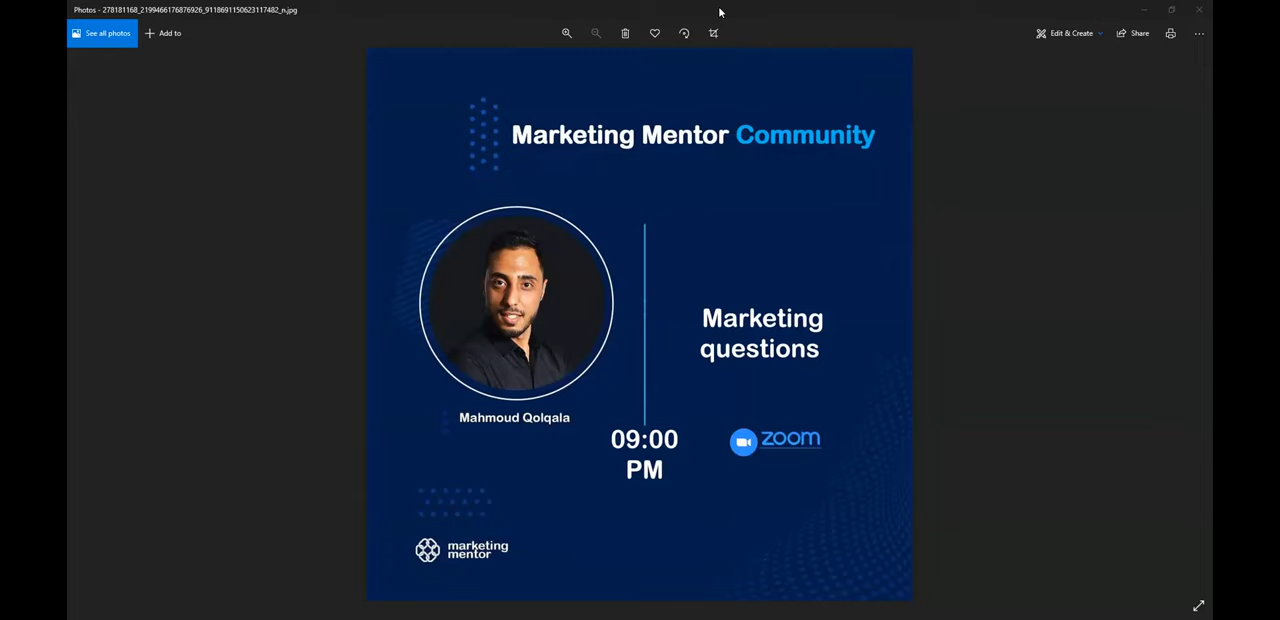 Photos - 278181168_2199466176876926_9118691150623117482_n.jpg
See all photos
Add to
Edit & Create
Share
Marketing Mentor Community
Marketing
questions
Mahmoud Qolqala
09:00
PM
zoom
marketing
mentor